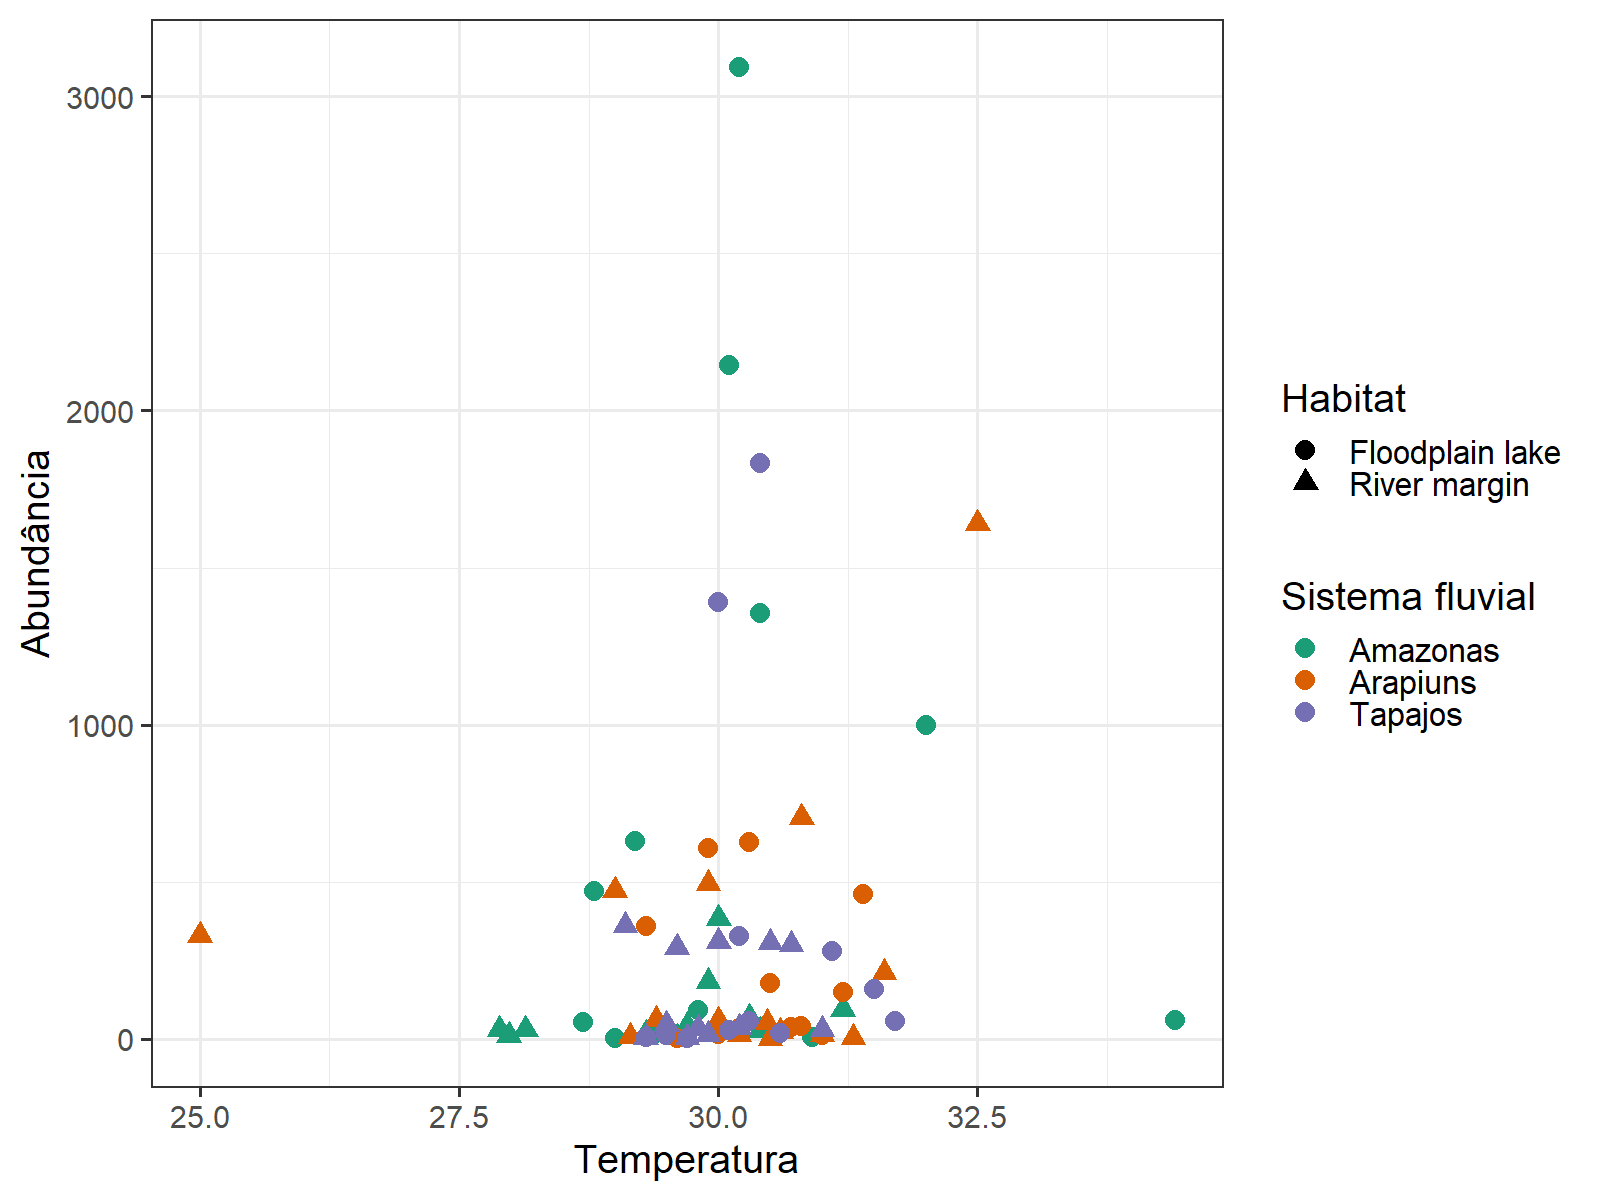 3000
2000
1000
0
Abundância
25.0
27.5
30.0
32.5
Temperatura
Habitat
Floodplain lake
River margin
Sistema fluvial
Amazonas
Arapiuns
Tapajos